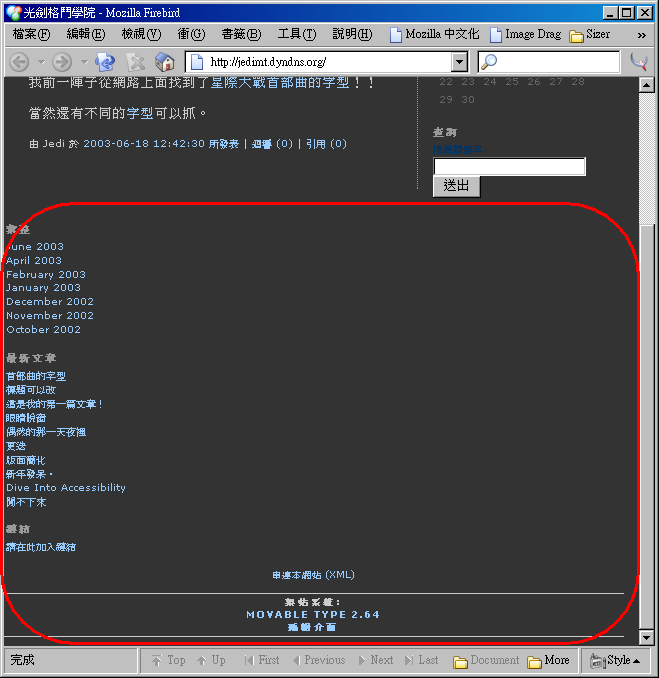 光劍格鬥學院 - Mozilla Firebird
檔案(F) 編輯(E) 檢視(V) 衝(G) 書籤(B) 工具(T) 說明(H) Mozilla 中文化 Image Drag Sizer »
http://jedimt.dyndns.org/
我前一陣子從網路上面找到了星際大戰首部曲的字型！！
當然還有不同的字型可以抓。
由 Jedi 於 2003-06-18 12:42:30 所發表 | 迴響 (0) | 引用 (0)
22 23 24 25 26 27 28
29 30
查詢
送出
彙整
June 2003
April 2003
February 2003
January 2003
December 2002
November 2002
October 2002
最新文章
首部曲的字型
標題可以改
這是我的第一篇文章！
眼睛脫窗
偶然的那一天夜裡
更迭
版面簡化
新年發呆。
Dive Into Accessibility
閒不下來
鏈結
請在此加入鏈結
串連本網站 (XML)
架站系統：
MOVABLE TYPE 2.64
編輯介面
完成 Top Up First Previous Next Last Document More Style